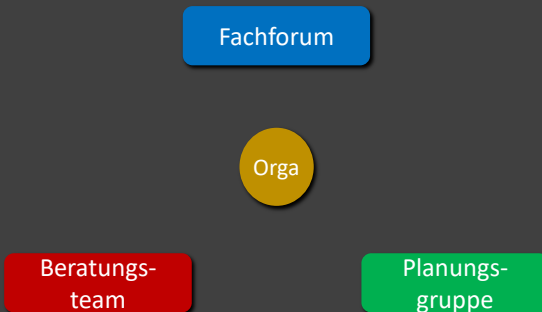 Fachforum
Orga
Beratungs-
team
Planungs-
gruppe